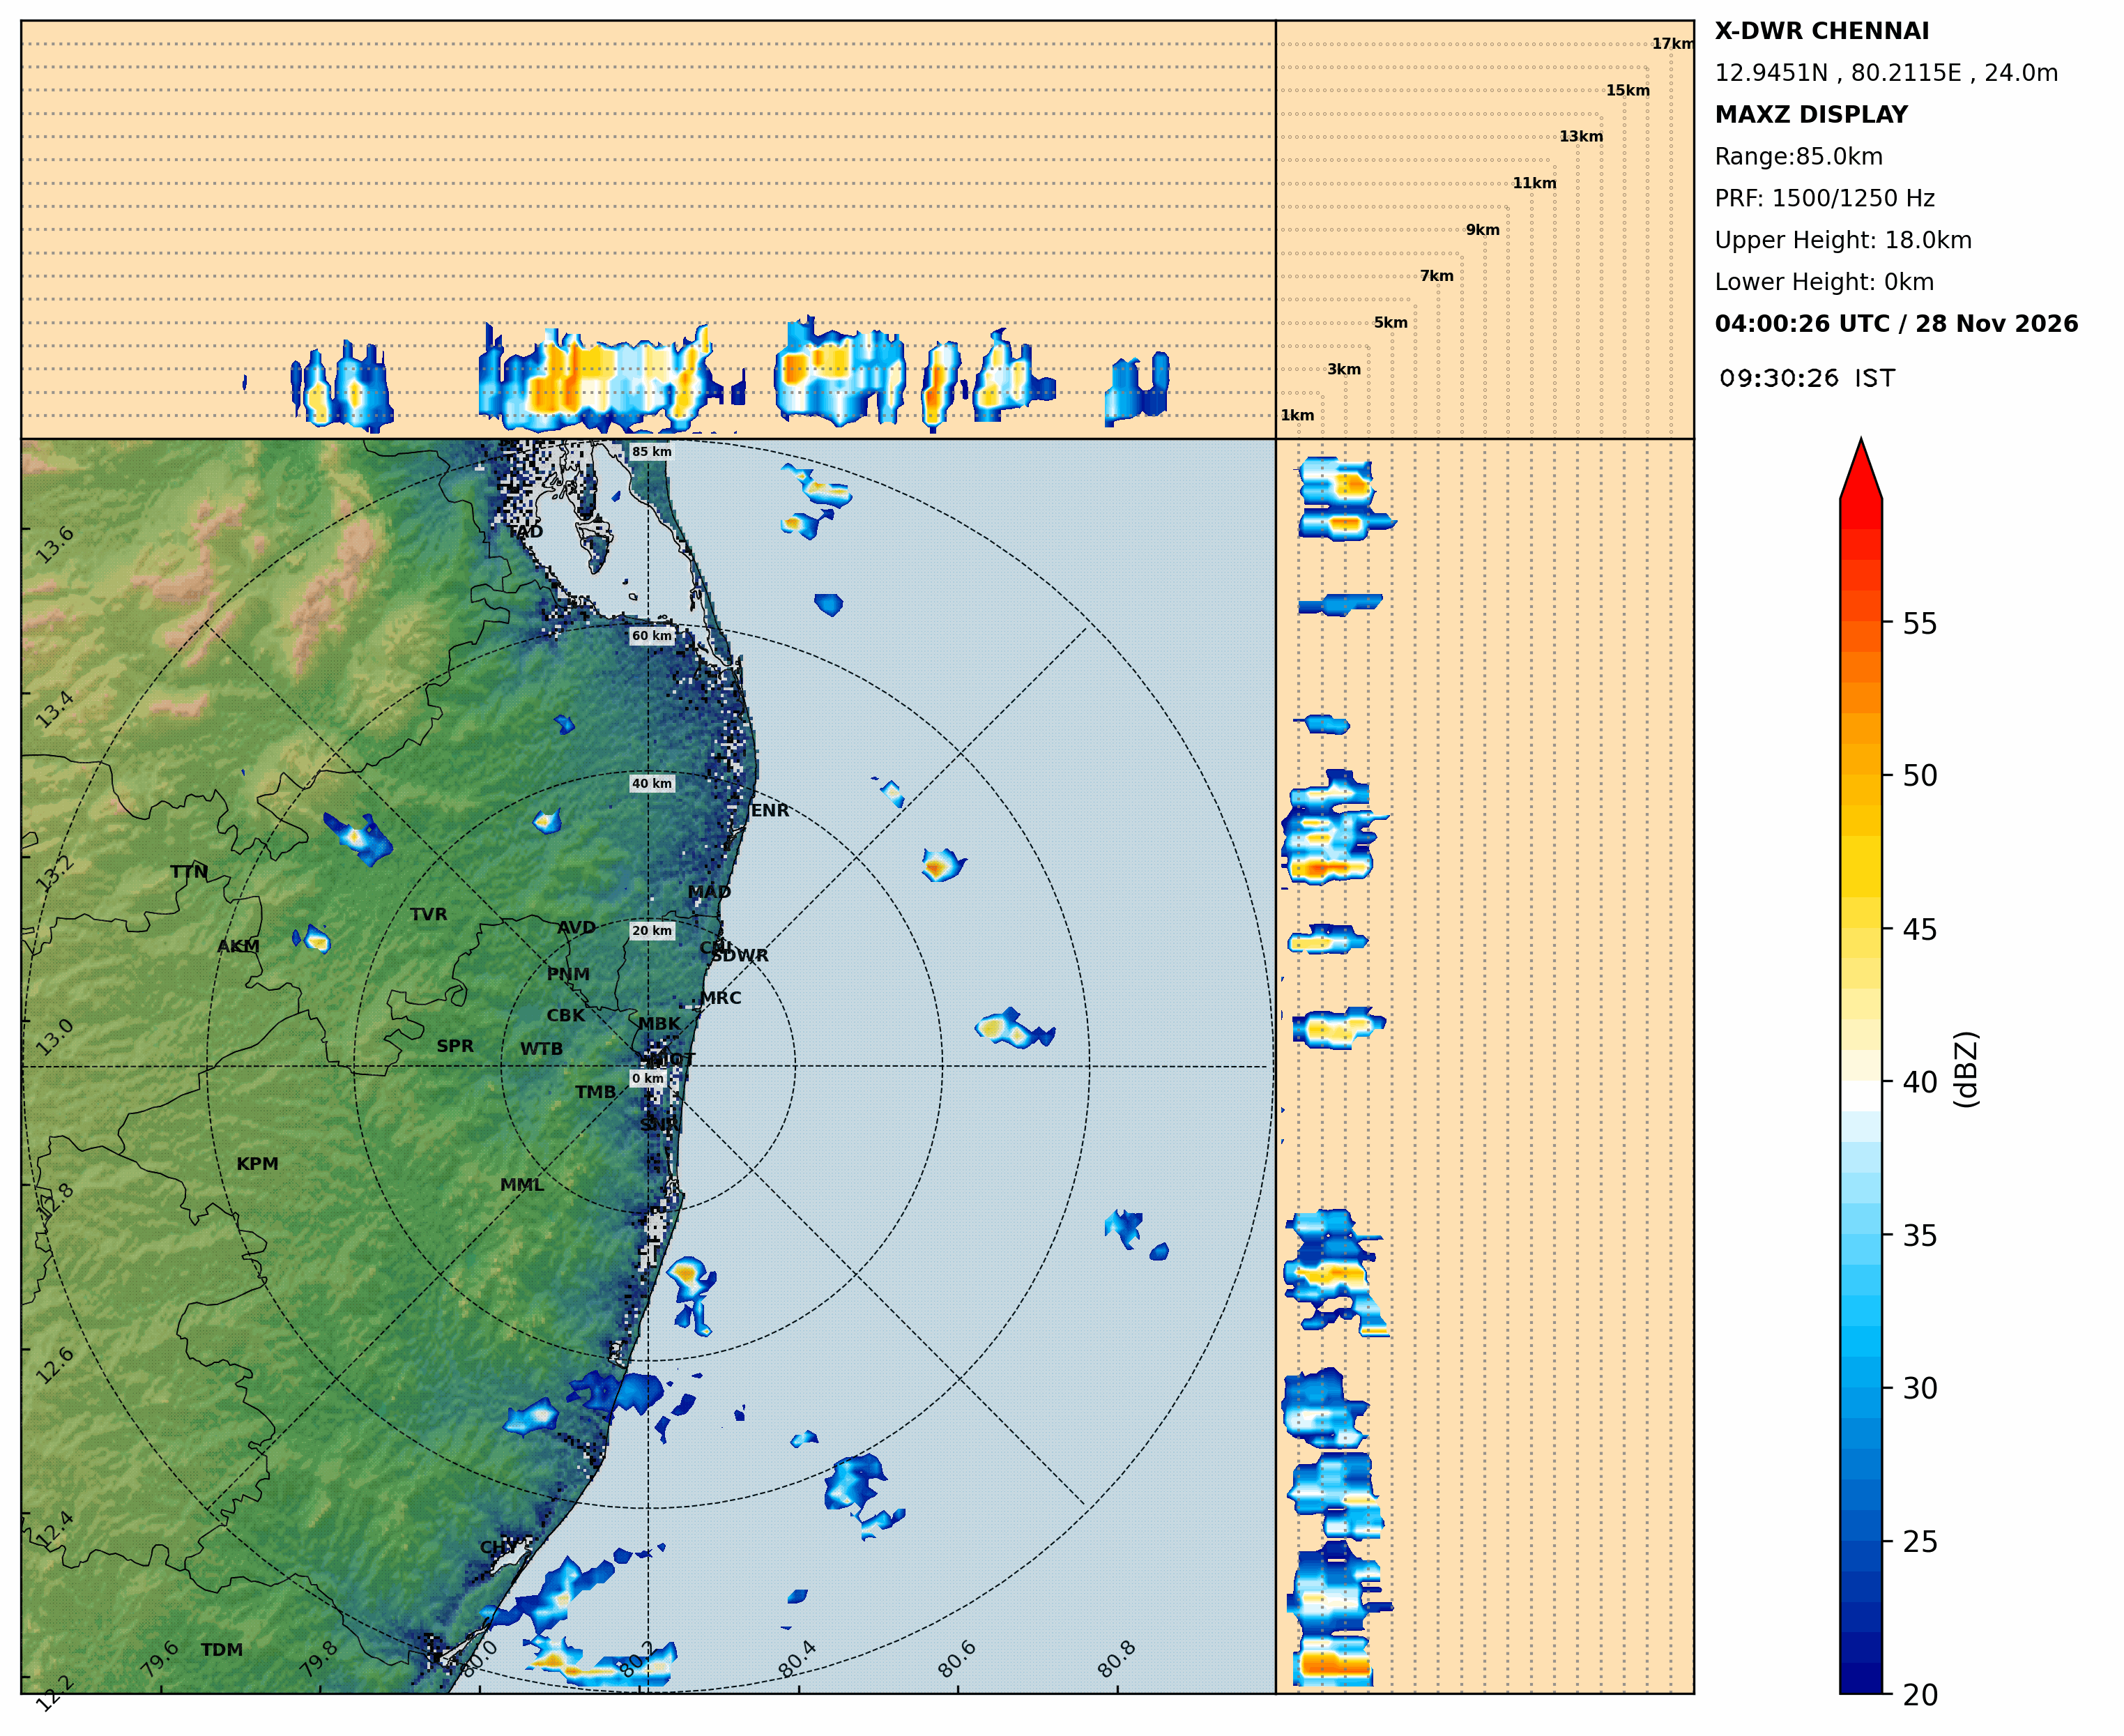 X-DWR CHENNAI
12.9451N , 80.2115E , 24.0m
MAXZ DISPLAY
Range:85.0km
PRF: 1500/1250 Hz
Upper Height: 18.0km
Lower Height: 0km
04:00:26 UTC / 28 Nov 2026
09:30:26 IST
17km
15km
13km
11km
9km
7km
5km
3km
1km
85 km
60 km
40 km
20 km
0 km
TAD
ENR
MAD
TTN
TVR
AVD
AKM
SDWR
PNM
MRC
CBK
MBK
SPR
WTB
TMB
SNR
KPM
MML
CHY
TDM
13.6
13.4
13.2
13.0
12.8
12.6
12.4
12.2
79.6
79.8
80.0
80.2
80.4
80.6
80.8
55
50
45
40
35
30
25
20
(dBZ)